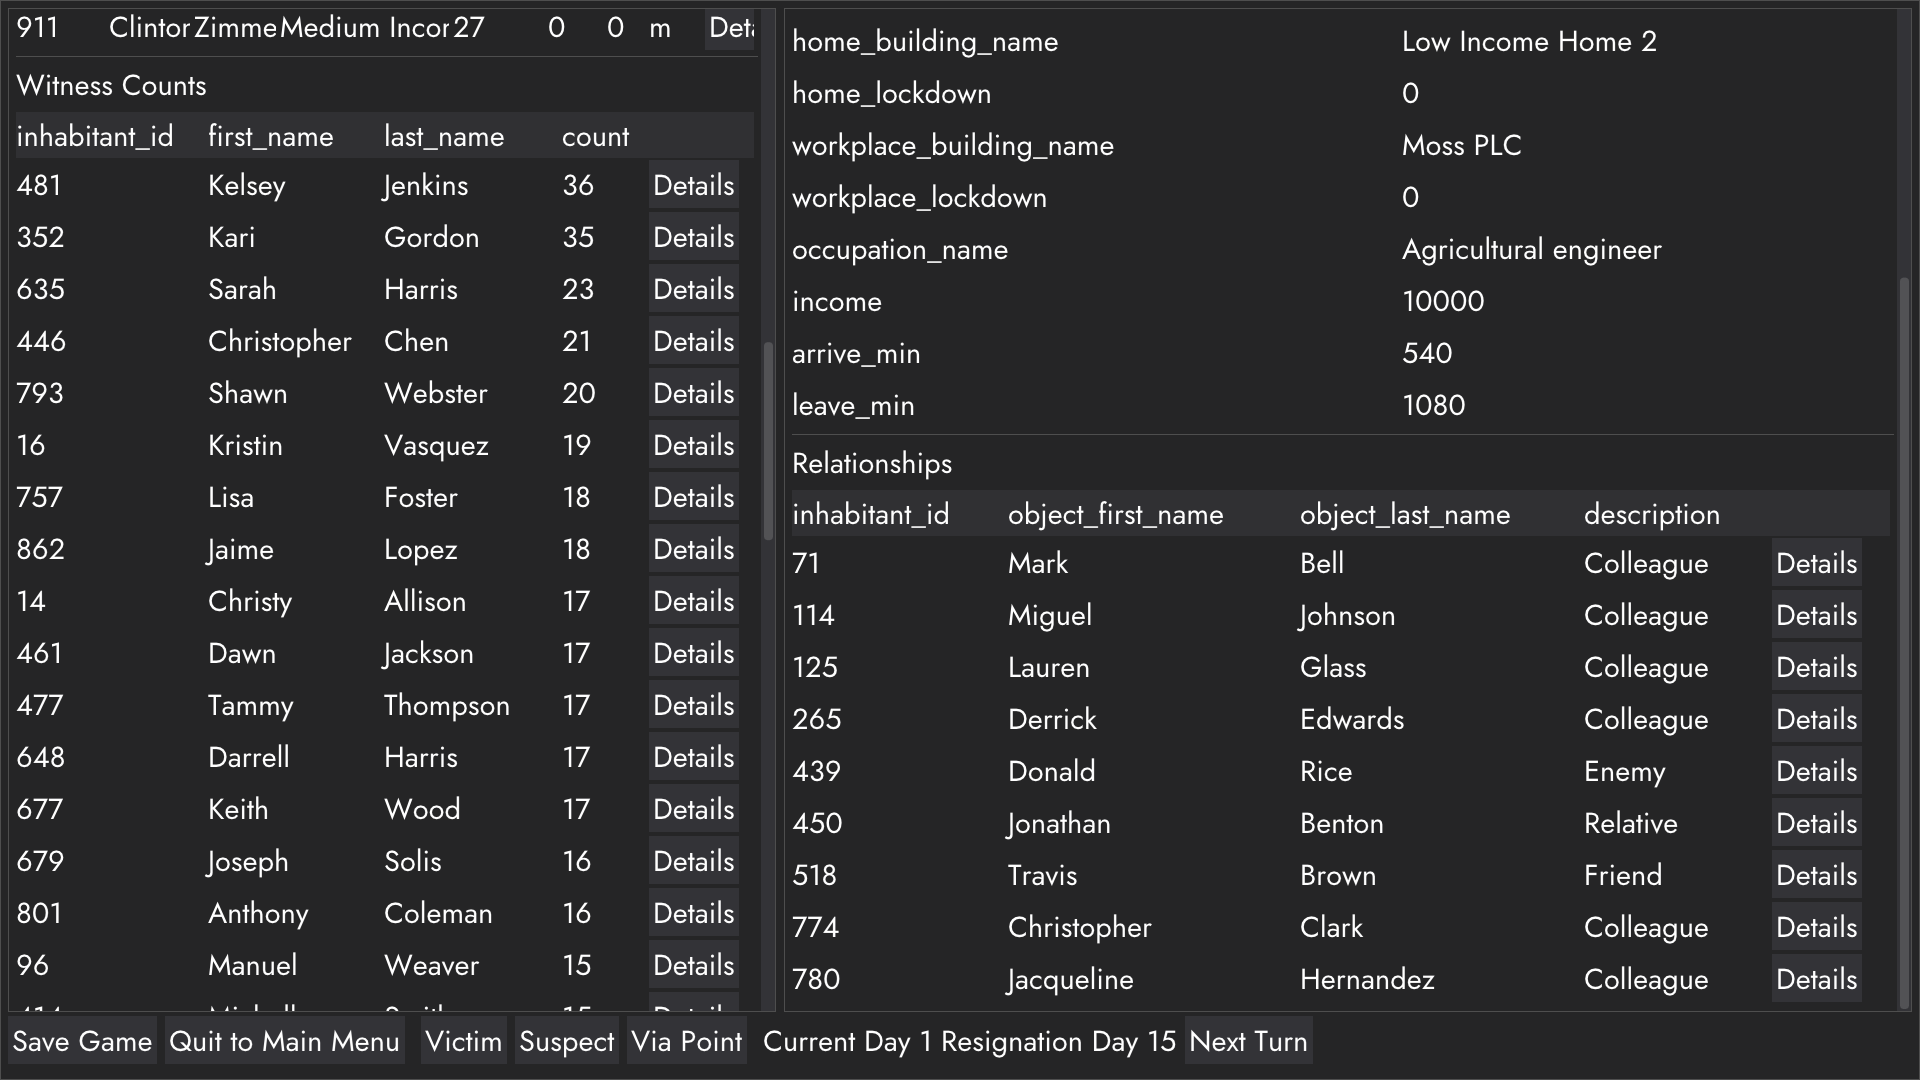 911 Clintor Zimme Medium Incor 27 0 0 m Deta
Witness Counts
inhabitant_id first_name last_name count
481 Kelsey Jenkins 36 Details
352 Kari Gordon 35 Details
635 Sarah Harris 23 Details
446 Christopher Chen 21 Details
793 Shawn Webster 20 Details
16 Kristin Vasquez 19 Details
757 Lisa Foster 18 Details
862 Jaime Lopez 18 Details
14 Christy Allison 17 Details
461 Dawn Jackson 17 Details
477 Tammy Thompson 17 Details
648 Darrell Harris 17 Details
677 Keith Wood 17 Details
679 Joseph Solis 16 Details
801 Anthony Coleman 16 Details
96 Manuel Weaver 15 Details
home_building_name Low Income Home 2
home_lockdown 0
workplace_building_name Moss PLC
workplace_lockdown 0
occupation_name Agricultural engineer
income 10000
arrive_min 540
leave_min 1080
Relationships
inhabitant_id object_first_name object_last_name description
71 Mark Bell Colleague Details
114 Miguel Johnson Colleague Details
125 Lauren Glass Colleague Details
265 Derrick Edwards Colleague Details
439 Donald Rice Enemy Details
450 Jonathan Benton Relative Details
518 Travis Brown Friend Details
774 Christopher Clark Colleague Details
780 Jacqueline Hernandez Colleague Details
Save Game Quit to Main Menu Victim Suspect Via Point Current Day 1 Resignation Day 15 Next Turn